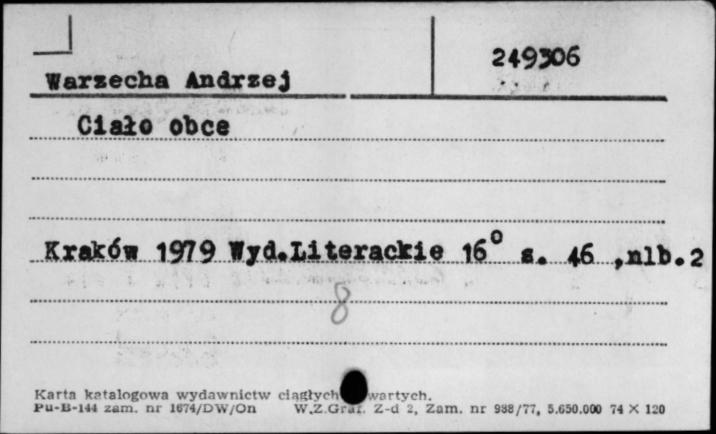 249306
Warzecha Andrzej
Ciało obce
Kraków 1979 Wyd.Literackie 16° s. 46 ,nlb.2
8
Karta katalogowa wydawnictw ciągłych wartych.
Pu-B-144 zam. nr 1674/DW/On W.Z.Graf. Z-d 2, Zam. nr 988/77, 5.650.000 74 X 120